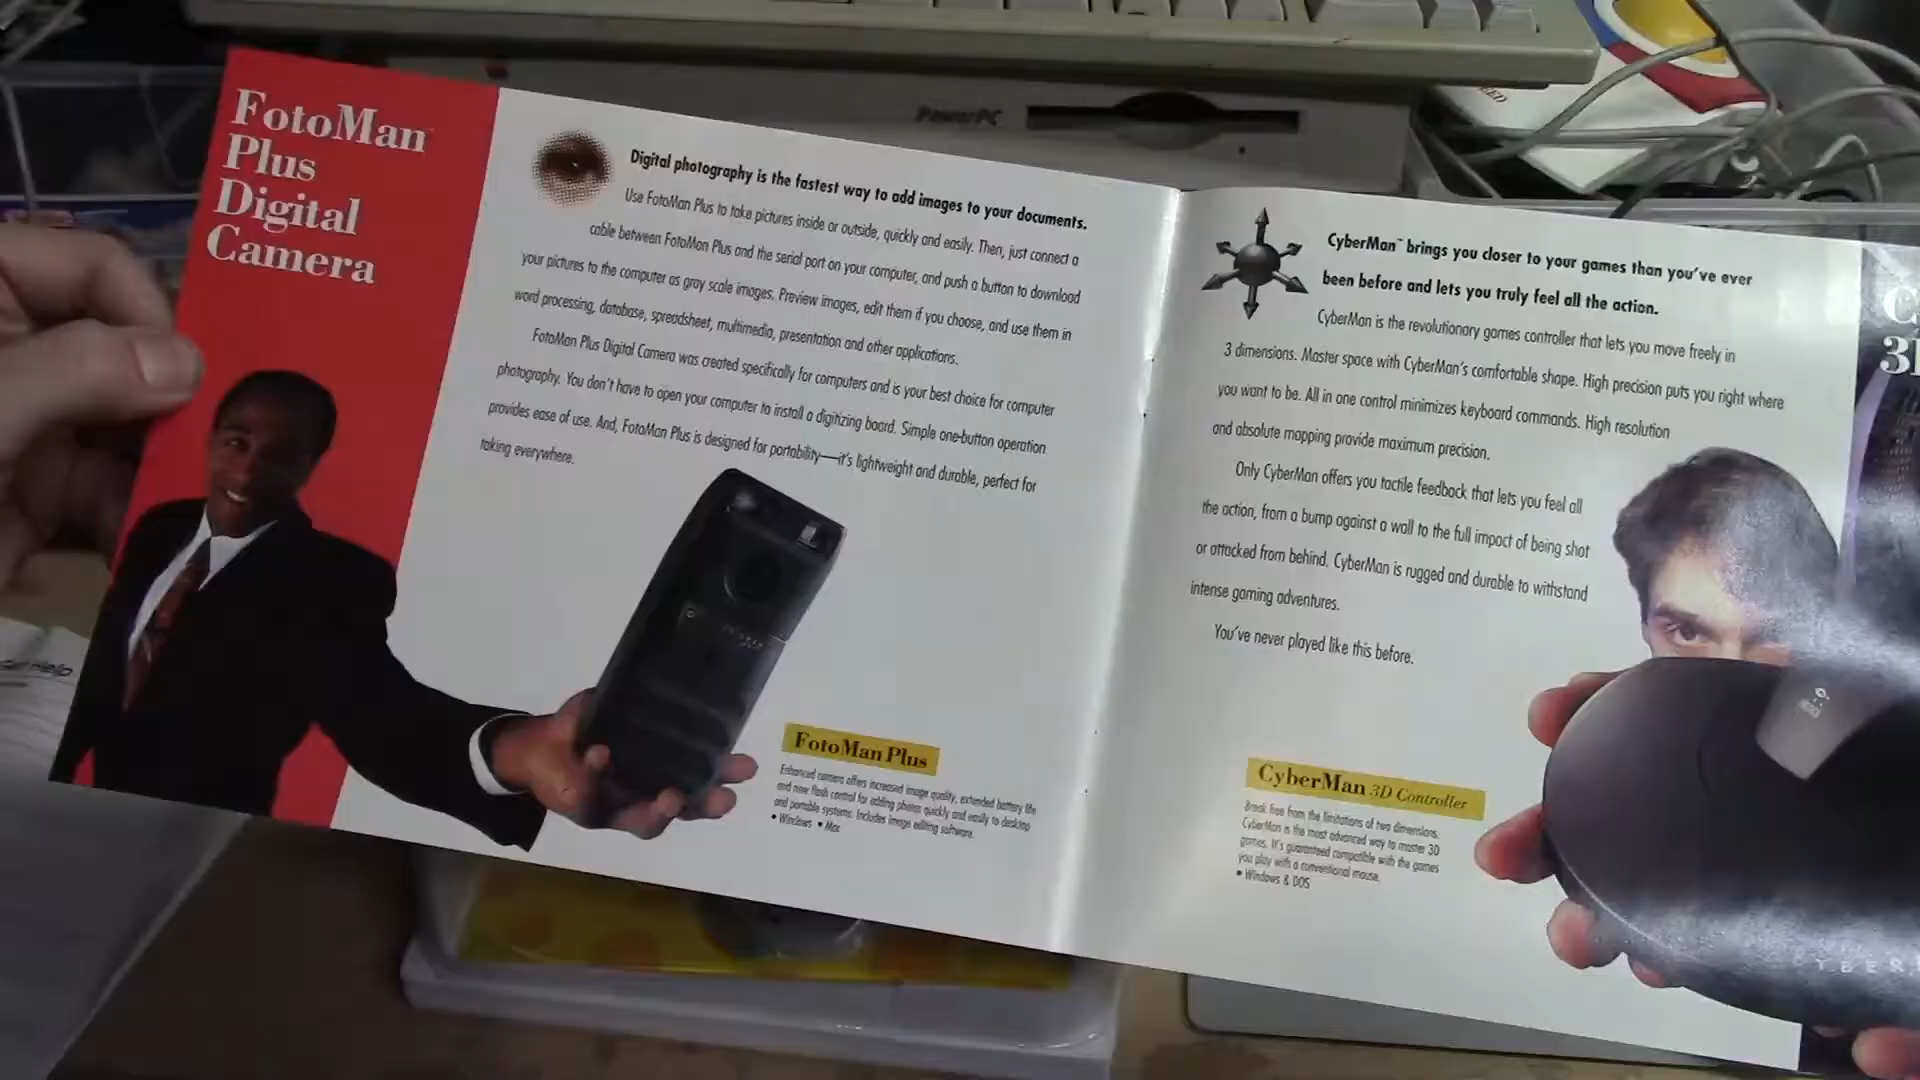 PowerPC
FotoMan
Plus
Digital
Camera
Digital photography is the fastest way to add images to your documents.
Use FotoMan Plus to take pictures inside or outside, quickly and easily. Then, just connect a
cable between FotoMan Plus and the serial port on your computer, and push a button to download
your pictures to the computer as gray scale images. Preview images, edit them if you choose, and use them in
word processing, database, spreadsheet, multimedia, presentation and other applications.
FotoMan Plus Digital Camera was created specifically for computers and is your best choice for computer
photography. You don't have to open your computer to install a digitizing board. Simple one-button operation
provides ease of use. And, FotoMan Plus is designed for portability—it's lightweight and durable, perfect for
taking everywhere.
FotoMan Plus
Enhanced camera offers increased image quality, extended battery life
and new flash control for adding photos quickly and easily to desktop
and portable systems. Includes image editing software.
• Windows • Mac
CyberMan™ brings you closer to your games than you've ever
been before and lets you truly feel all the action.
CyberMan is the revolutionary games controller that lets you move freely in
3 dimensions. Master space with CyberMan's comfortable shape. High precision puts you right where
you want to be. All in one control minimizes keyboard commands. High resolution
and absolute mapping provide maximum precision.
Only CyberMan offers you tactile feedback that lets you feel all
the action, from a bump against a wall to the full impact of being shot
or attacked from behind. CyberMan is rugged and durable to withstand
intense gaming adventures.
You've never played like this before.
CyberMan 3D Controller
Break free from the limitations of two dimensions.
CyberMan is the most advanced way to master 3D
games. It's guaranteed compatible with the games
you play with a conventional mouse.
• Windows & DOS
C
3D
CYBER
Help